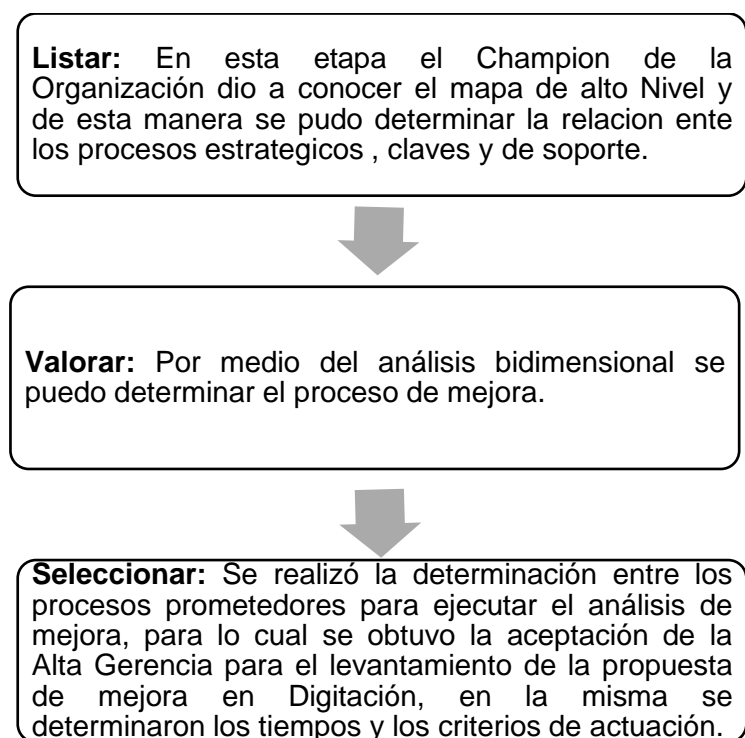 Listar: En esta etapa el Champion de la
Organización dio a conocer el mapa de alto Nivel y
de esta manera se pudo determinar la relacion ente
los procesos estrategicos , claves y de soporte.
Valorar: Por medio del análisis bidimensional se
puedo determinar el proceso de mejora.
Seleccionar: Se realizó la determinación entre los
procesos prometedores para ejecutar el análisis de
mejora, para lo cual se obtuvo la aceptación de la
Alta Gerencia para el levantamiento de la propuesta
de mejora en Digitación, en la misma se
determinaron los tiempos y los criterios de actuación.